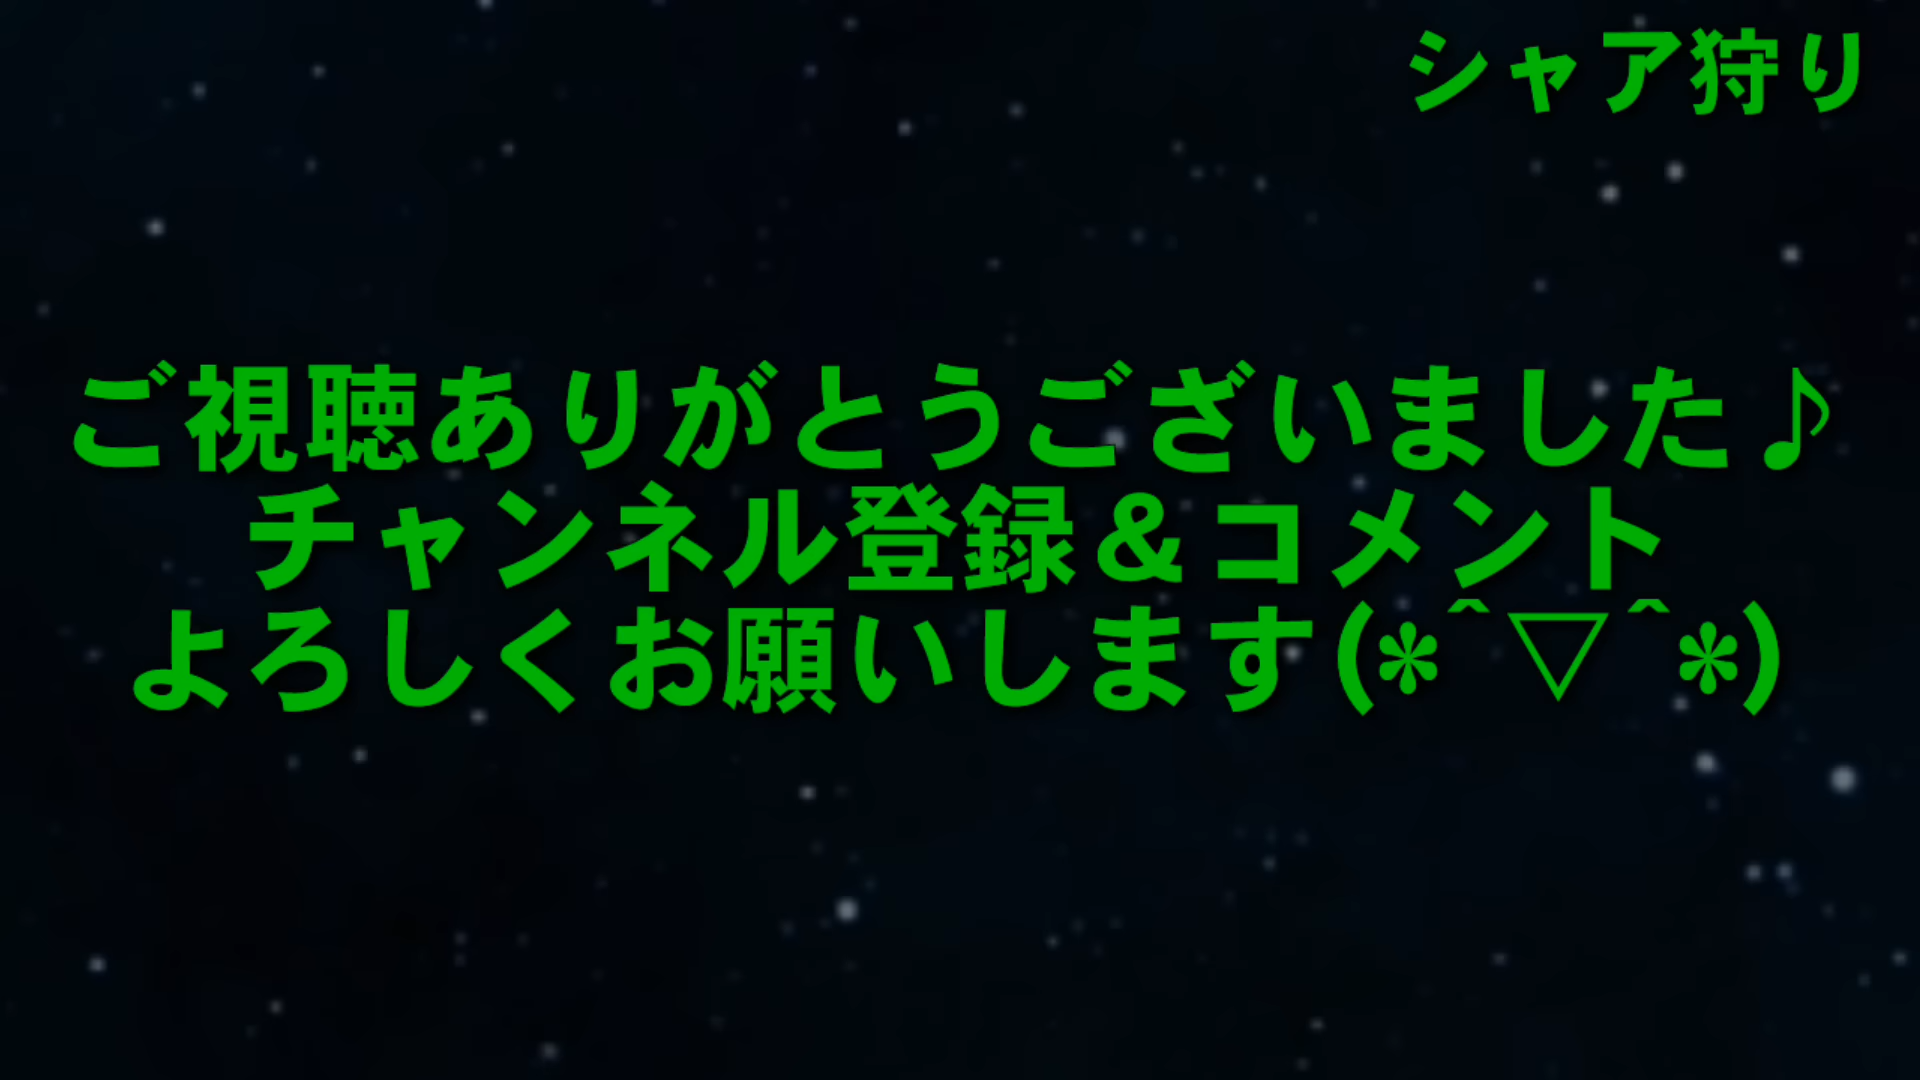 シャア狩り
ご視聴ありがとうございました♪
チャンネル登録＆コメント
よろしくお願いします(*＾▽＾*)